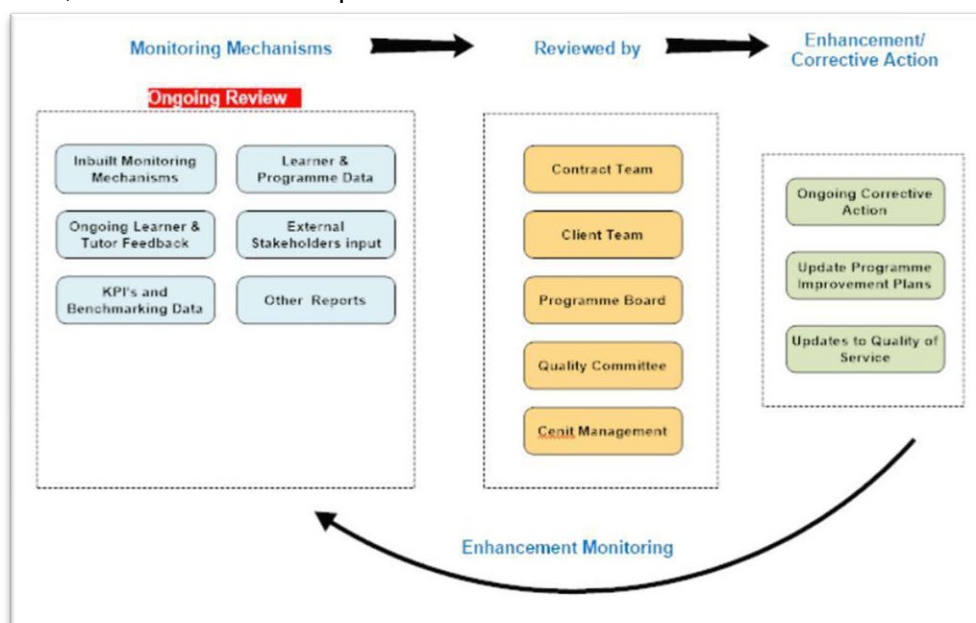 Monitoring Mechanisms
Reviewed by
Enhancement/
Corrective Action
Ongoing Review
Inbuilt Monitoring
Mechanisms
Learner &
Programme Data
Ongoing Learner &
Tutor Feedback
External
Stakeholders input
KPI's and
Benchmarking Data
Other Reports
Contract Team
Client Team
Programme Board
Quality Committee
Cenit Management
Ongoing Corrective
Action
Update Programme
Improvement Plans
Updates to Quality of
Service
Enhancement Monitoring